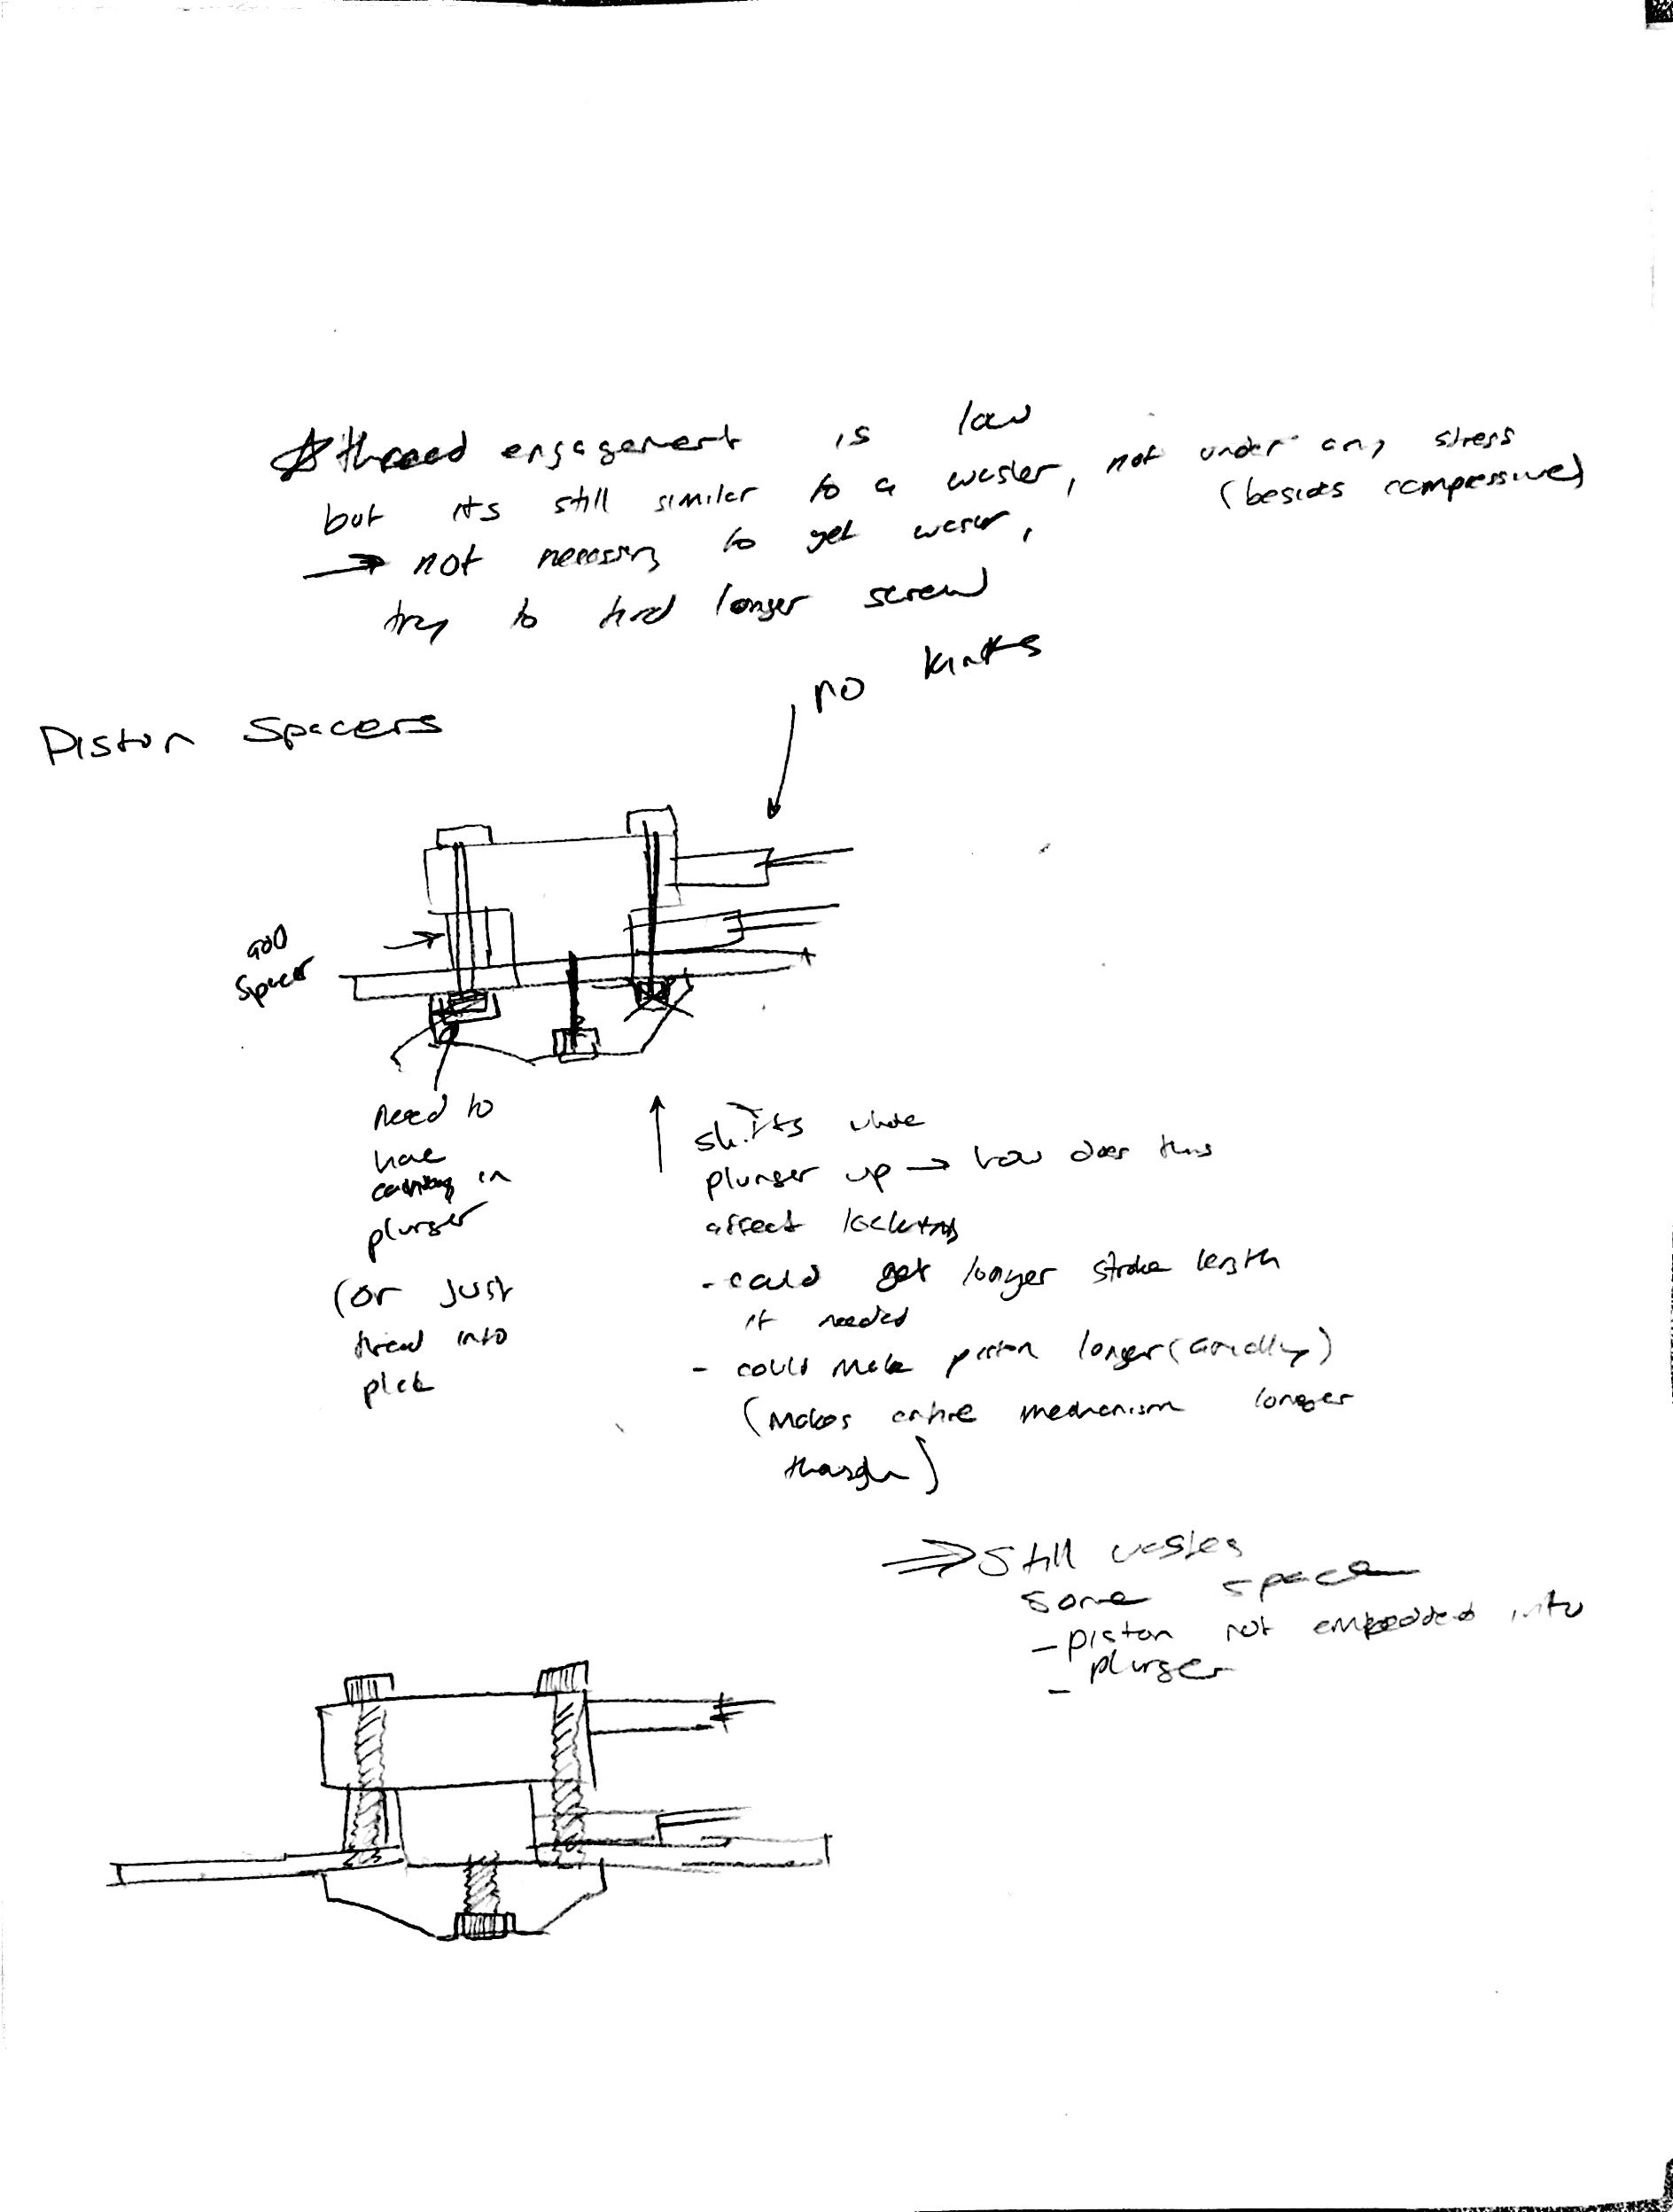 ☆ thread engagement is low
but its still similar to a washer, not under any stress
(besides compressive)
→ not necessary to get washer,
try to find longer screw
no kinks
Piston Spacers
add
spacer
need to
have
in
plunger
(or just
thread into
plate
shifts whole
plunger up → how does this
affect locking
- could get longer stroke length
if needed
- could make piston longer (axially)
(makes entire mechanism longer
though)
⇒ still wastes
some space
- piston not embedded into
- plunger